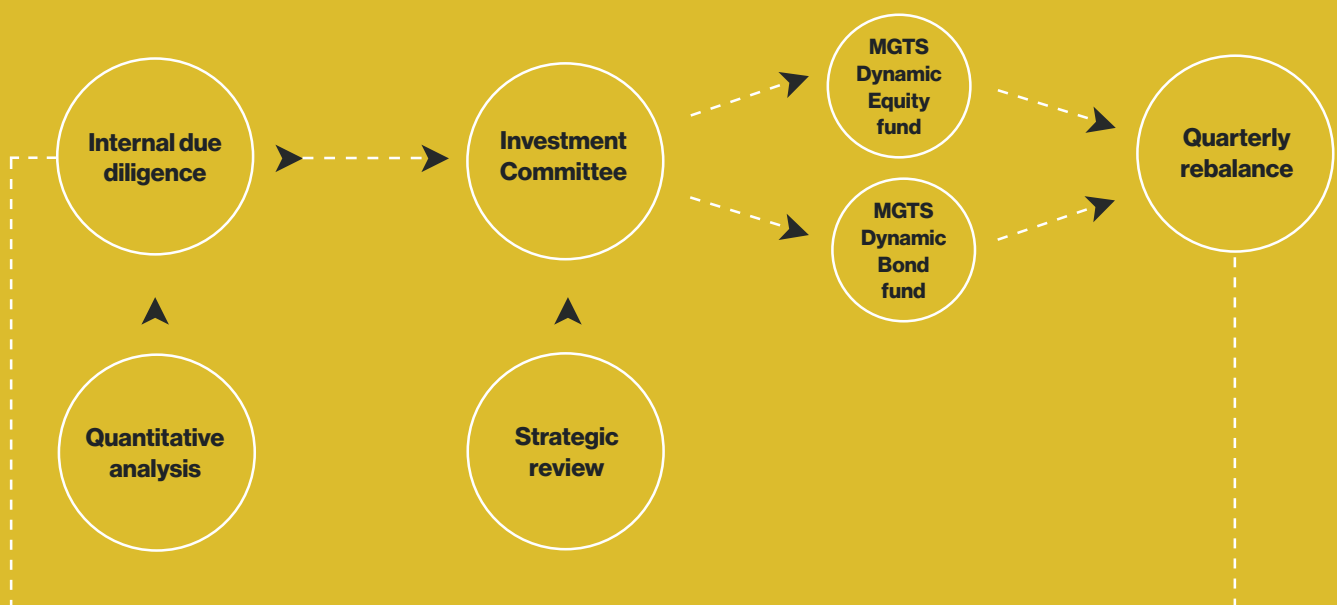 Internal due
diligence
Investment
Committee
MGTS
Dynamic
Equity
fund
MGTS
Dynamic
Bond
fund
Quarterly
rebalance
Quantitative
analysis
Strategic
review